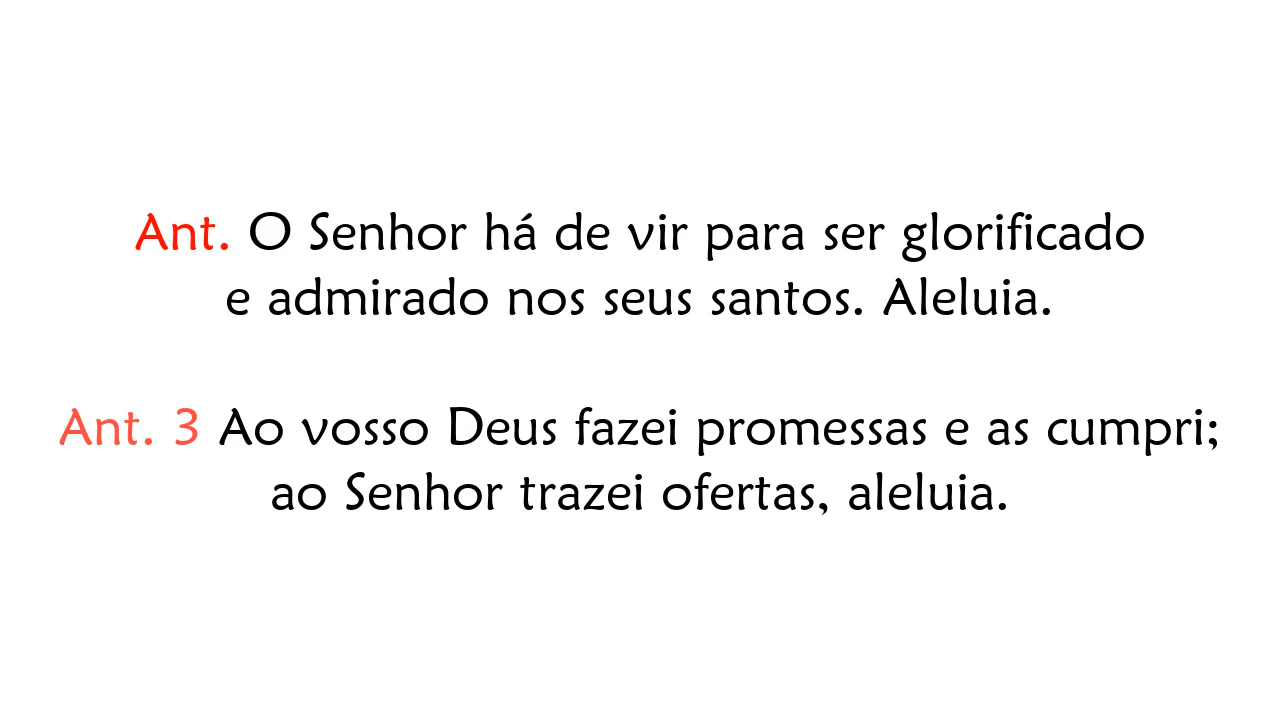 Ant. O Senhor há de vir para ser glorificado
e admirado nos seus santos. Aleluia.
Ant. 3 Ao vosso Deus fazei promessas e as cumpri;
ao Senhor trazei ofertas, aleluia.